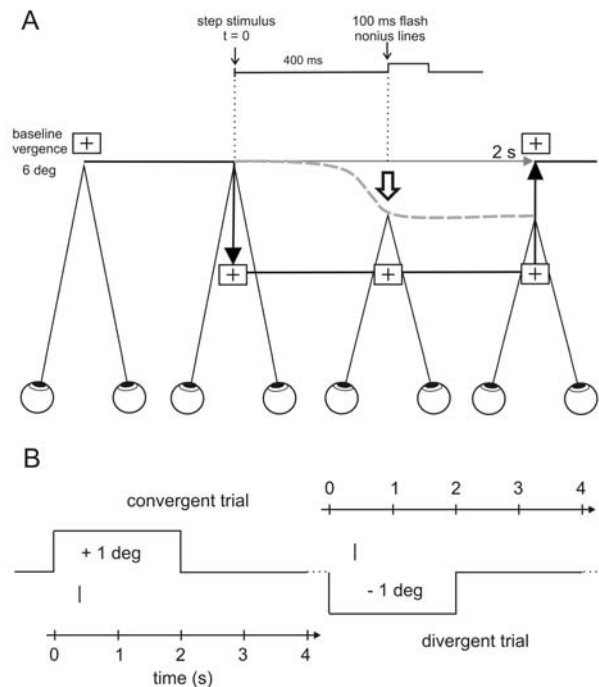 A
step stimulus
t = 0
100 ms flash
nonius lines
400 ms
baseline
vergence
6 deg
+
2 s
+
+
+
+
B
convergent trial
0 1 2 3 4
+ 1 deg
- 1 deg
0 1 2 3 4
time (s)
divergent trial